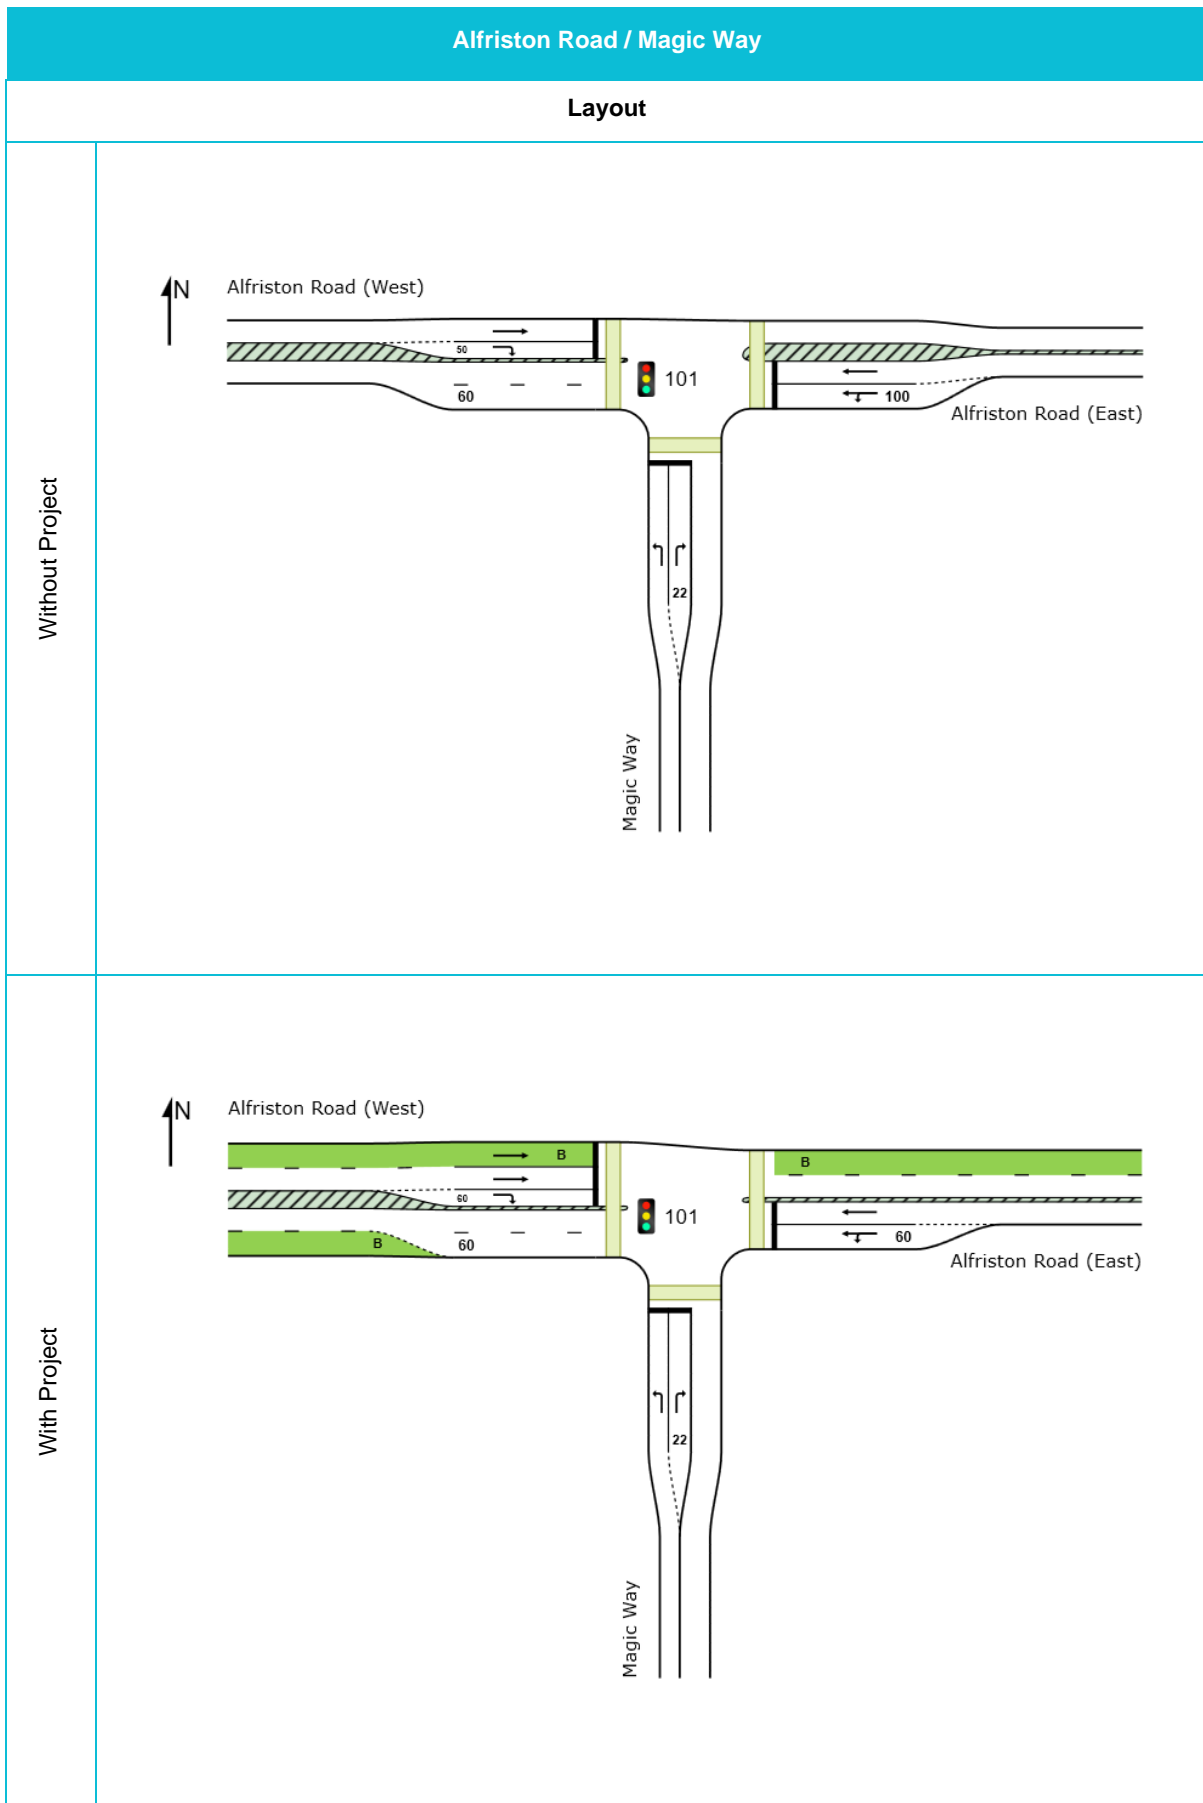 Alfriston Road / Magic Way
Layout
Without Project
N
Alfriston Road (West)
50
60
101
100
Alfriston Road (East)
22
Magic Way
With Project
N
Alfriston Road (West)
B
B
60
101
B
60
60
Alfriston Road (East)
22
Magic Way